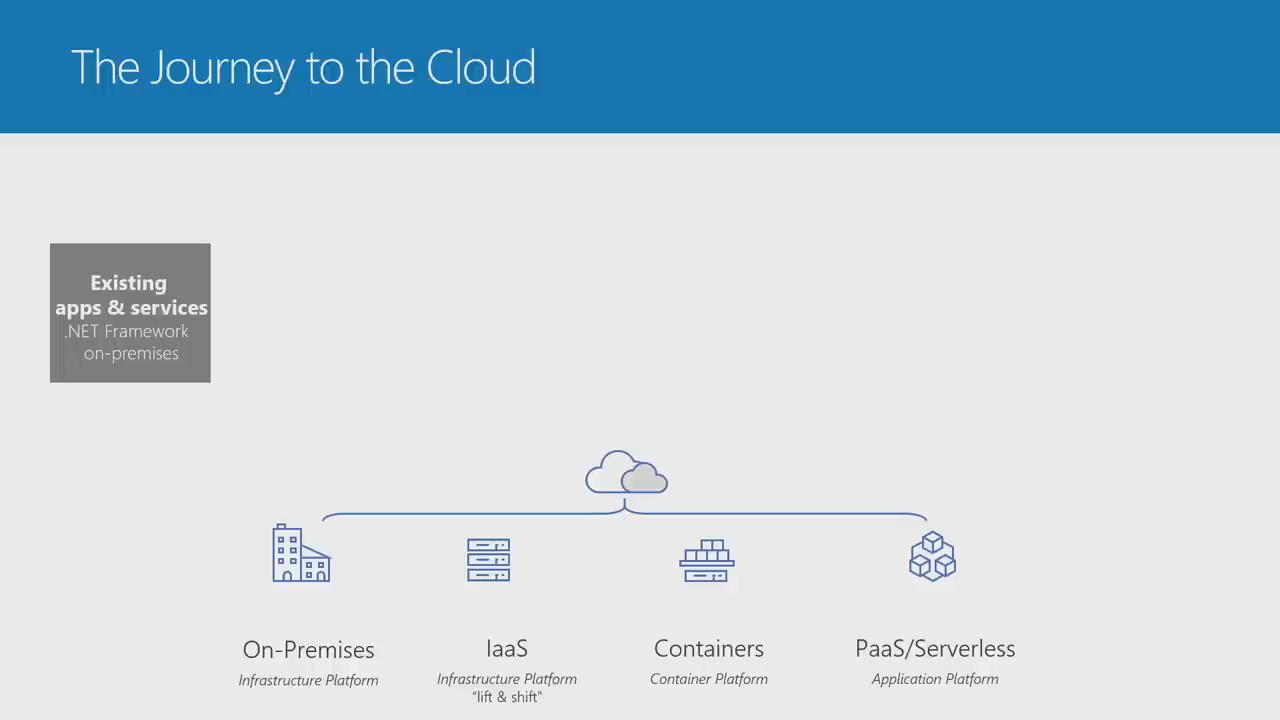 The Journey to the Cloud
Existing
apps & services
.NET Framework
on-premises
On-Premises
Infrastructure Platform
IaaS
Infrastructure Platform
"lift & shift"
Containers
Container Platform
PaaS/Serverless
Application Platform